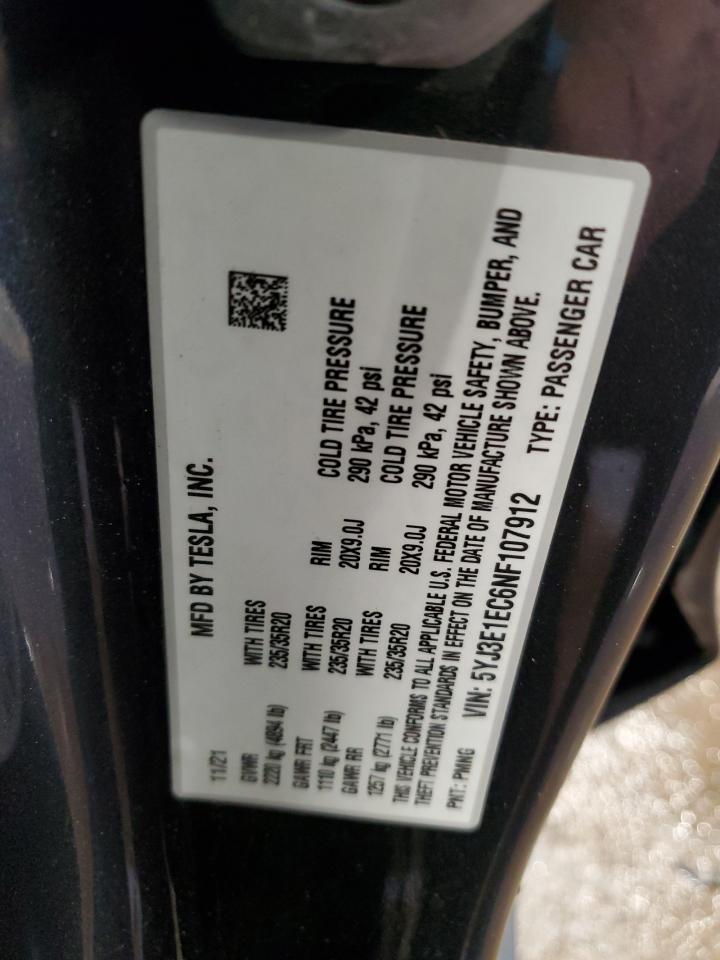 MFD BY TESLA, INC.
11/21
GVWR WITH TIRES
2220 kg (4894 lb) 235/35R20
GAWR FRT WITH TIRES RIM COLD TIRE PRESSURE
1110 kg (2447 lb) 235/35R20 20X9.0J 290 kPa, 42 psi
GAWR RR WITH TIRES RIM COLD TIRE PRESSURE
1257 kg (2771 lb) 235/35R20 20X9.0J 290 kPa, 42 psi
THIS VEHICLE CONFORMS TO ALL APPLICABLE U.S. FEDERAL MOTOR VEHICLE SAFETY, BUMPER, AND
THEFT PREVENTION STANDARDS IN EFFECT ON THE DATE OF MANUFACTURE SHOWN ABOVE.
PNT: PMNG VIN: 5YJ3E1EC6NF107912 TYPE: PASSENGER CAR